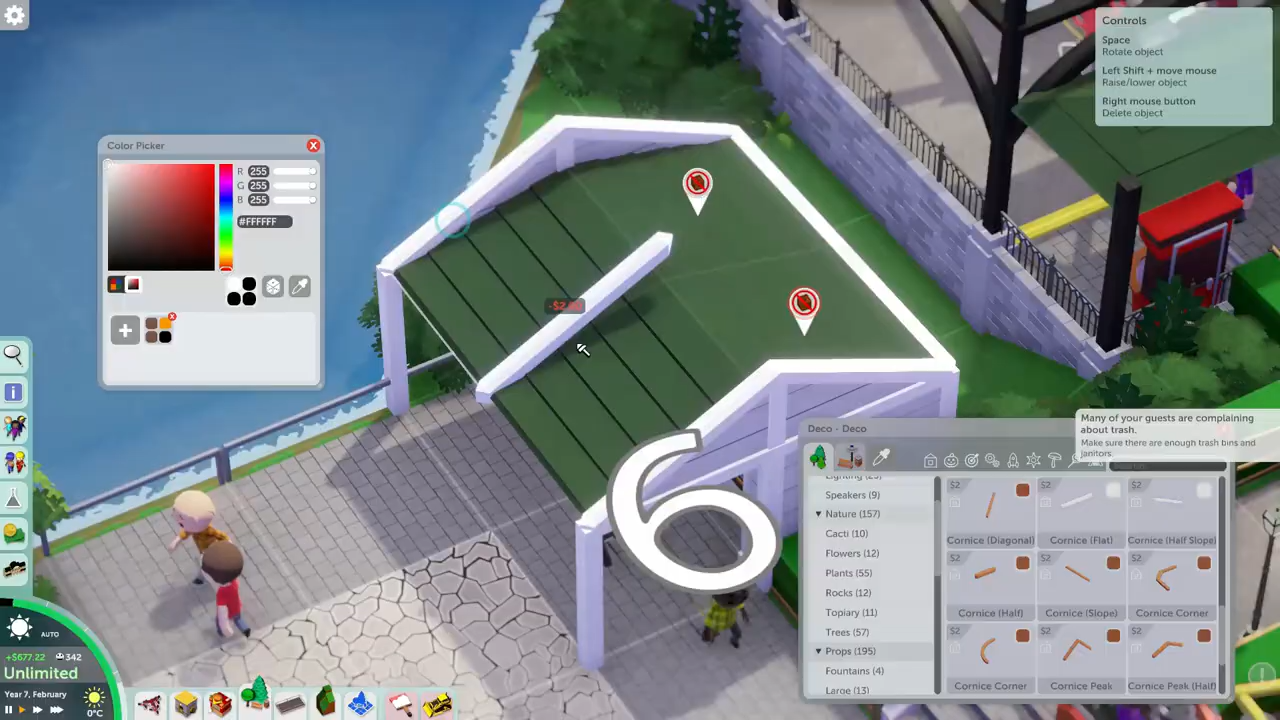 Controls
Space
Rotate object
Left Shift + move mouse
Raise/lower object
Right mouse button
Delete object
Color Picker
R 255
G 255
B 255
#FFFFFF
6
Many of your guests are complaining
about trash.
Make sure there are enough trash bins and
janitors.
Deco - Deco
Speakers (9)
Nature (157)
Cacti (10)
Flowers (12)
Plants (55)
Rocks (12)
Topiary (11)
Trees (57)
Props (195)
Fountains (4)
Large (13)
$2 $2 $2
Cornice (Diagonal) Cornice (Flat) Cornice (Half Slope)
$2 $2 $2
Cornice (Half) Cornice (Slope) Cornice Corner
$2 $2 $2
Cornice Corner Cornice Peak Cornice Peak (Half)
AUTO
+$677.22 342
Unlimited
Year 7, February
0°C